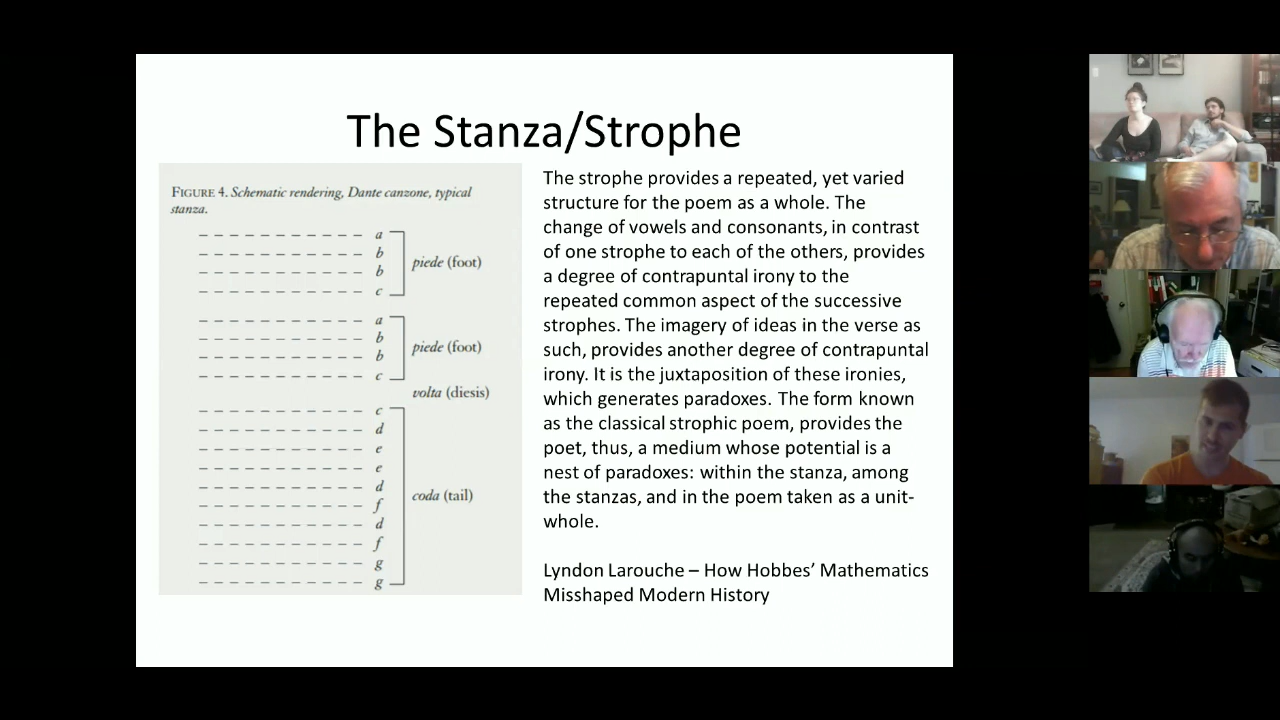 The Stanza/Strophe
FIGURE 4. Schematic rendering, Dante canzone, typical
stanza.
a
b
b
c
piede (foot)
a
b
b
c
piede (foot)
volta (diesis)
c
d
e
e
d
f
d
f
g
g
coda (tail)
The strophe provides a repeated, yet varied
structure for the poem as a whole. The
change of vowels and consonants, in contrast
of one strophe to each of the others, provides
a degree of contrapuntal irony to the
repeated common aspect of the successive
strophes. The imagery of ideas in the verse as
such, provides another degree of contrapuntal
irony. It is the juxtaposition of these ironies,
which generates paradoxes. The form known
as the classical strophic poem, provides the
poet, thus, a medium whose potential is a
nest of paradoxes: within the stanza, among
the stanzas, and in the poem taken as a unit-
whole.
Lyndon Larouche – How Hobbes’ Mathematics
Misshaped Modern History